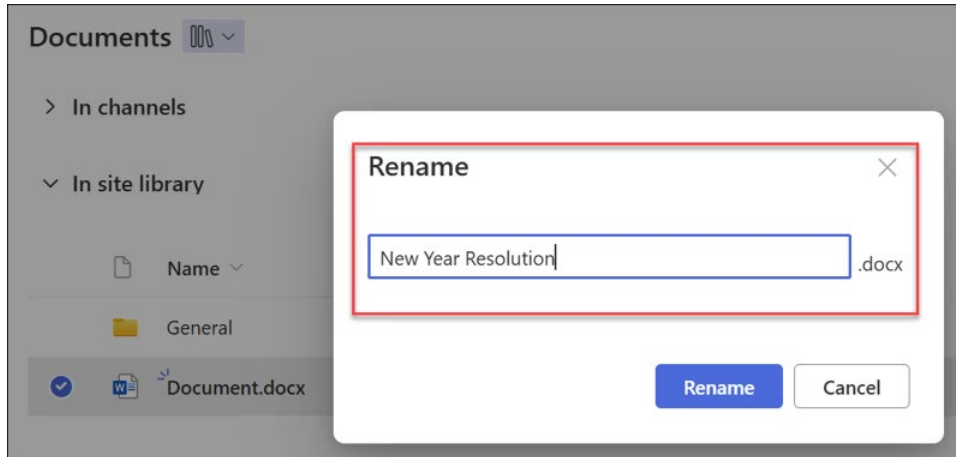 Documents
In channels
In site library
Name
General
Document.docx
Rename
New Year Resolution
.docx
Rename
Cancel